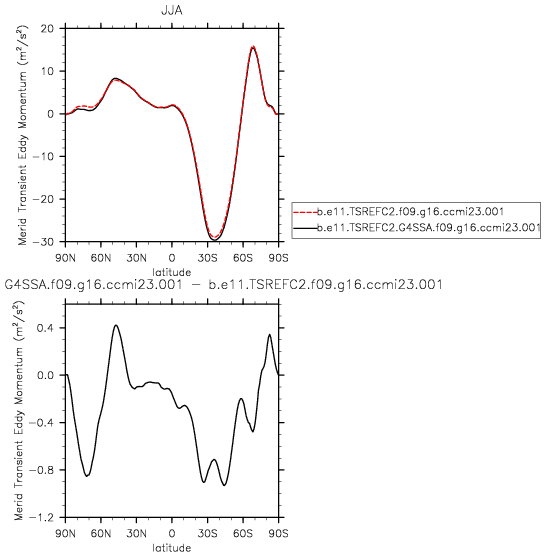 JJA
Merid Transient Eddy Momentum (m²/s²)
20
10
0
−10
−20
−30
90N 60N 30N 0 30S 60S 90S
latitude
b.e11.TSREFC2.f09.g16.ccmi23.001
b.e11.TSREFC2.G4SSA.f09.g16.ccmi23.001
G4SSA.f09.g16.ccmi23.001 − b.e11.TSREFC2.f09.g16.ccmi23.001
Merid Transient Eddy Momentum (m²/s²)
0.4
0.0
−0.4
−0.8
−1.2
90N 60N 30N 0 30S 60S 90S
latitude